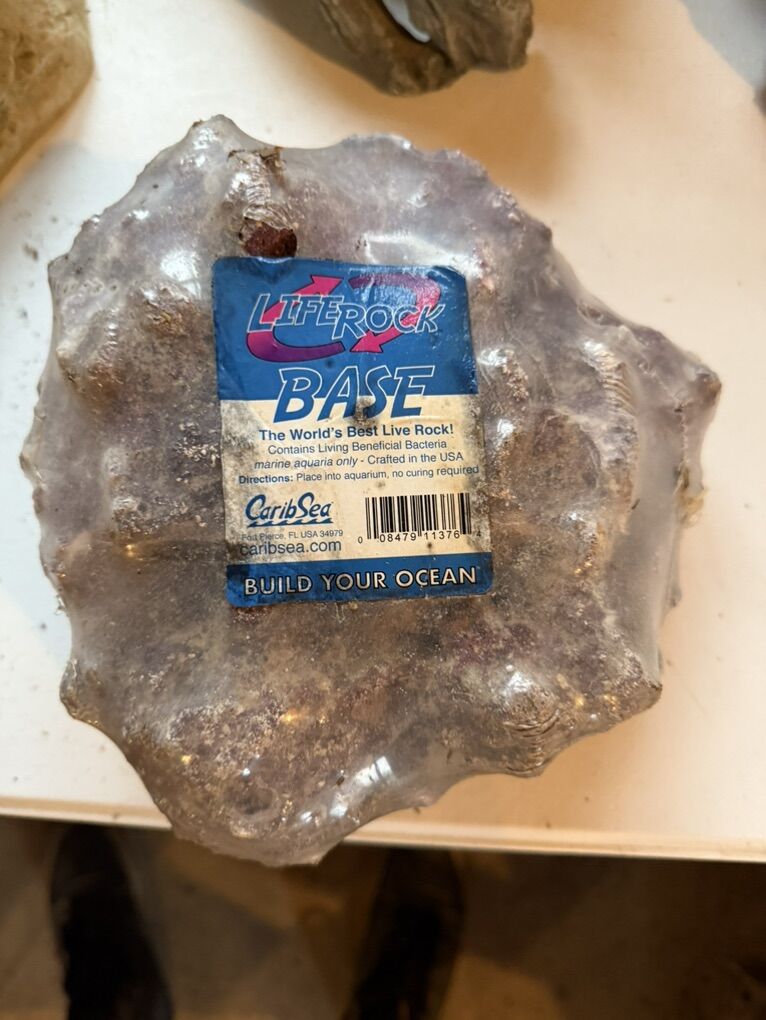 LIFEROCK
BASE
The World's Best Live Rock!
Contains Living Beneficial Bacteria
marine aquaria only - Crafted in the USA
Directions: Place into aquarium, no curing required
CaribSea
Fort Pierce, FL USA 34979
caribsea.com
0 08479 11376 4
BUILD YOUR OCEAN